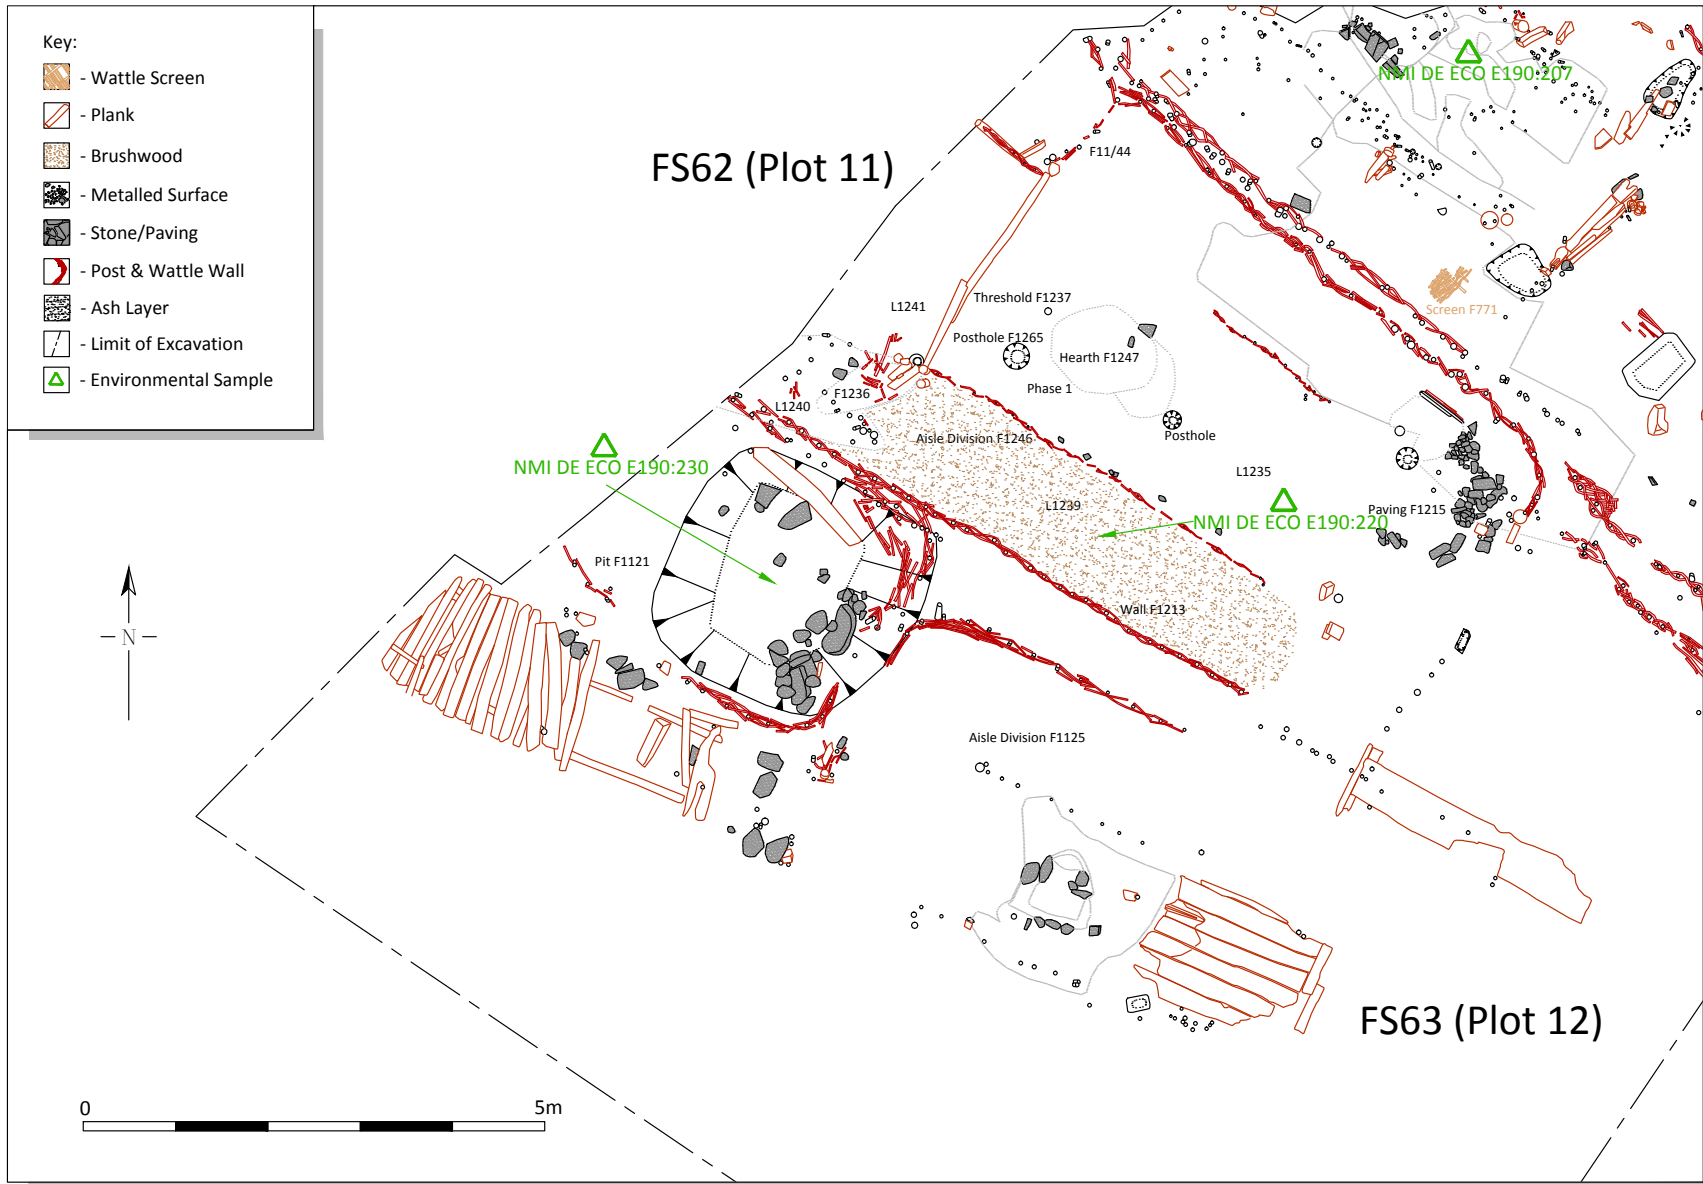 Key:
- Wattle Screen
- Plank
- Brushwood
- Metalled Surface
- Stone/Paving
- Post & Wattle Wall
- Ash Layer
- Limit of Excavation
- Environmental Sample
NMI DE ECO E190:207
F11/44
FS62 (Plot 11)
Threshold F1237
L1241
Screen F771
Posthole F1265
Hearth F1247
Phase 1
F1236
L1240
Posthole
Aisle Division F1246
NMI DE ECO E190:230
L1235
L1239
Paving F1215
NMI DE ECO E190:220
Pit F1121
Wall F1213
N
Aisle Division F1125
FS63 (Plot 12)
0 5m